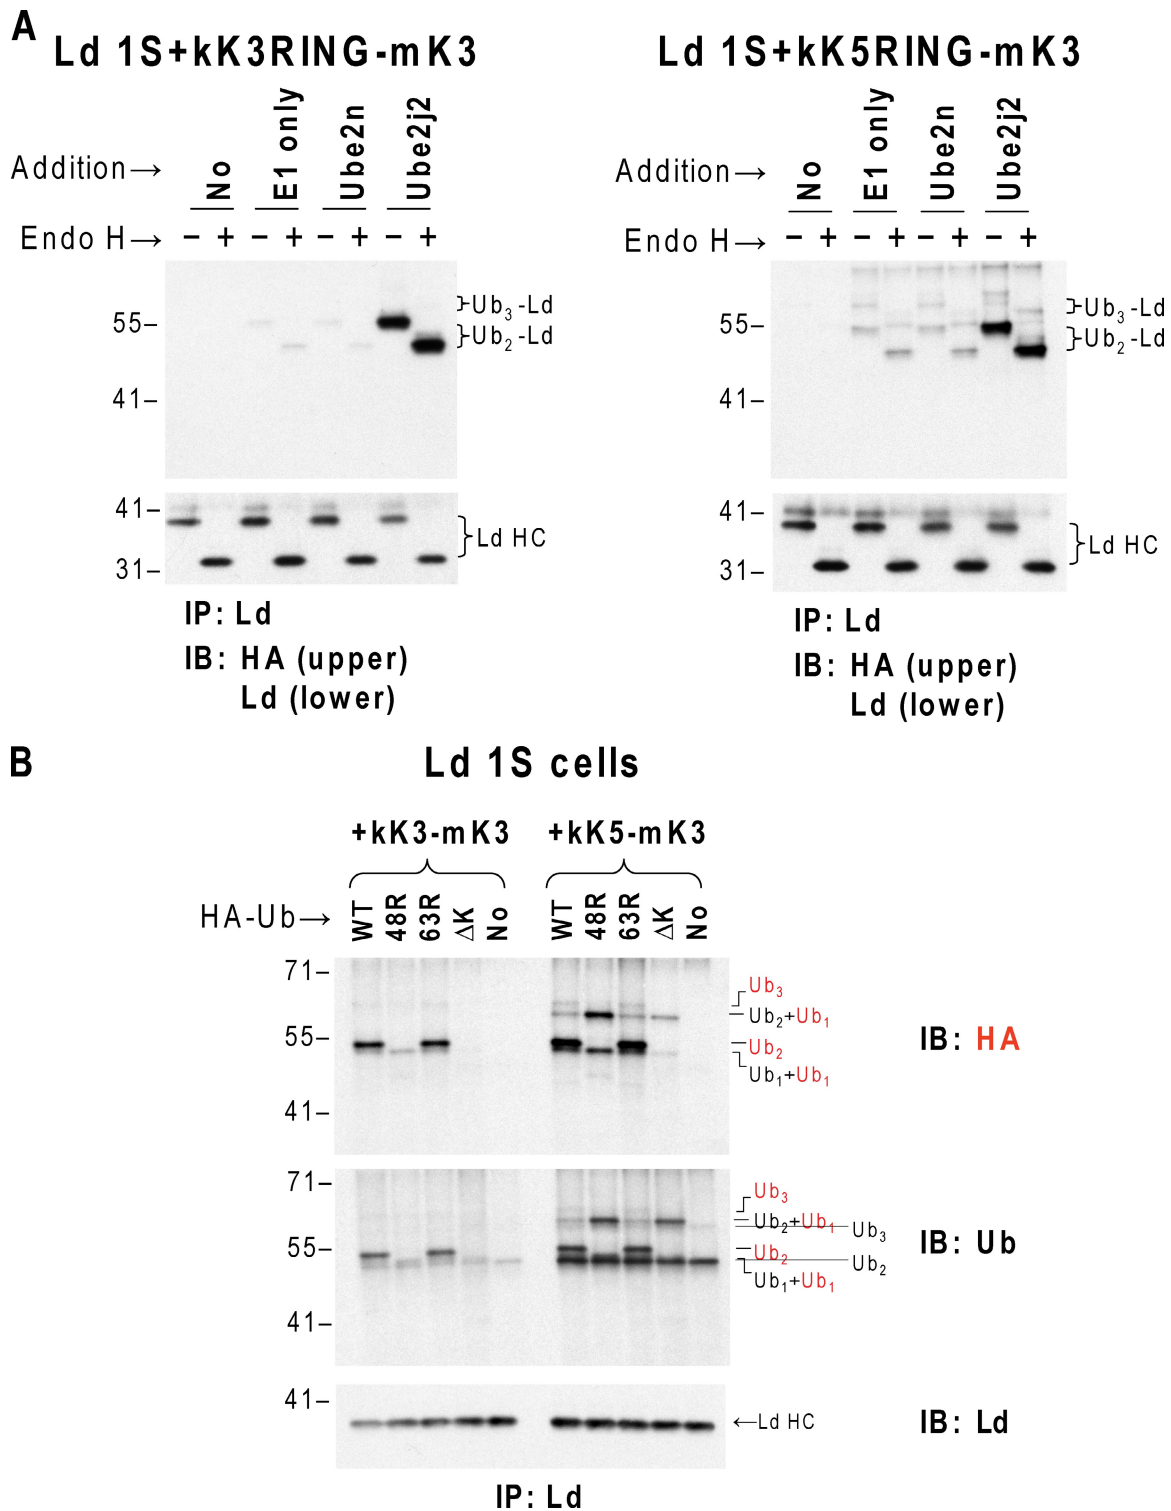 A
Ld 1S+kK3RING-mK3
Addition→
No
E1 only
Ube2n
Ube2j2
Endo H→
− + − + − + − +
Ub3-Ld
55–
Ub2-Ld
41–
41–
Ld HC
31–
IP: Ld
IB: HA (upper)
Ld (lower)
Ld 1S+kK5RING-mK3
Addition→
No
E1 only
Ube2n
Ube2j2
Endo H→
− + − + − + − +
Ub3-Ld
55–
Ub2-Ld
41–
41–
Ld HC
31–
IP: Ld
IB: HA (upper)
Ld (lower)
B
Ld 1S cells
+kK3-mK3 +kK5-mK3
HA-Ub→
WT 48R 63R ΔK No WT 48R 63R ΔK No
71–
Ub3
Ub2+Ub1
55–
Ub2
Ub1+Ub1
41–
IB: HA
71–
Ub3
Ub2+Ub1
Ub3
55–
Ub2
Ub2
Ub1+Ub1
41–
IB: Ub
41–
←Ld HC
IB: Ld
IP: Ld